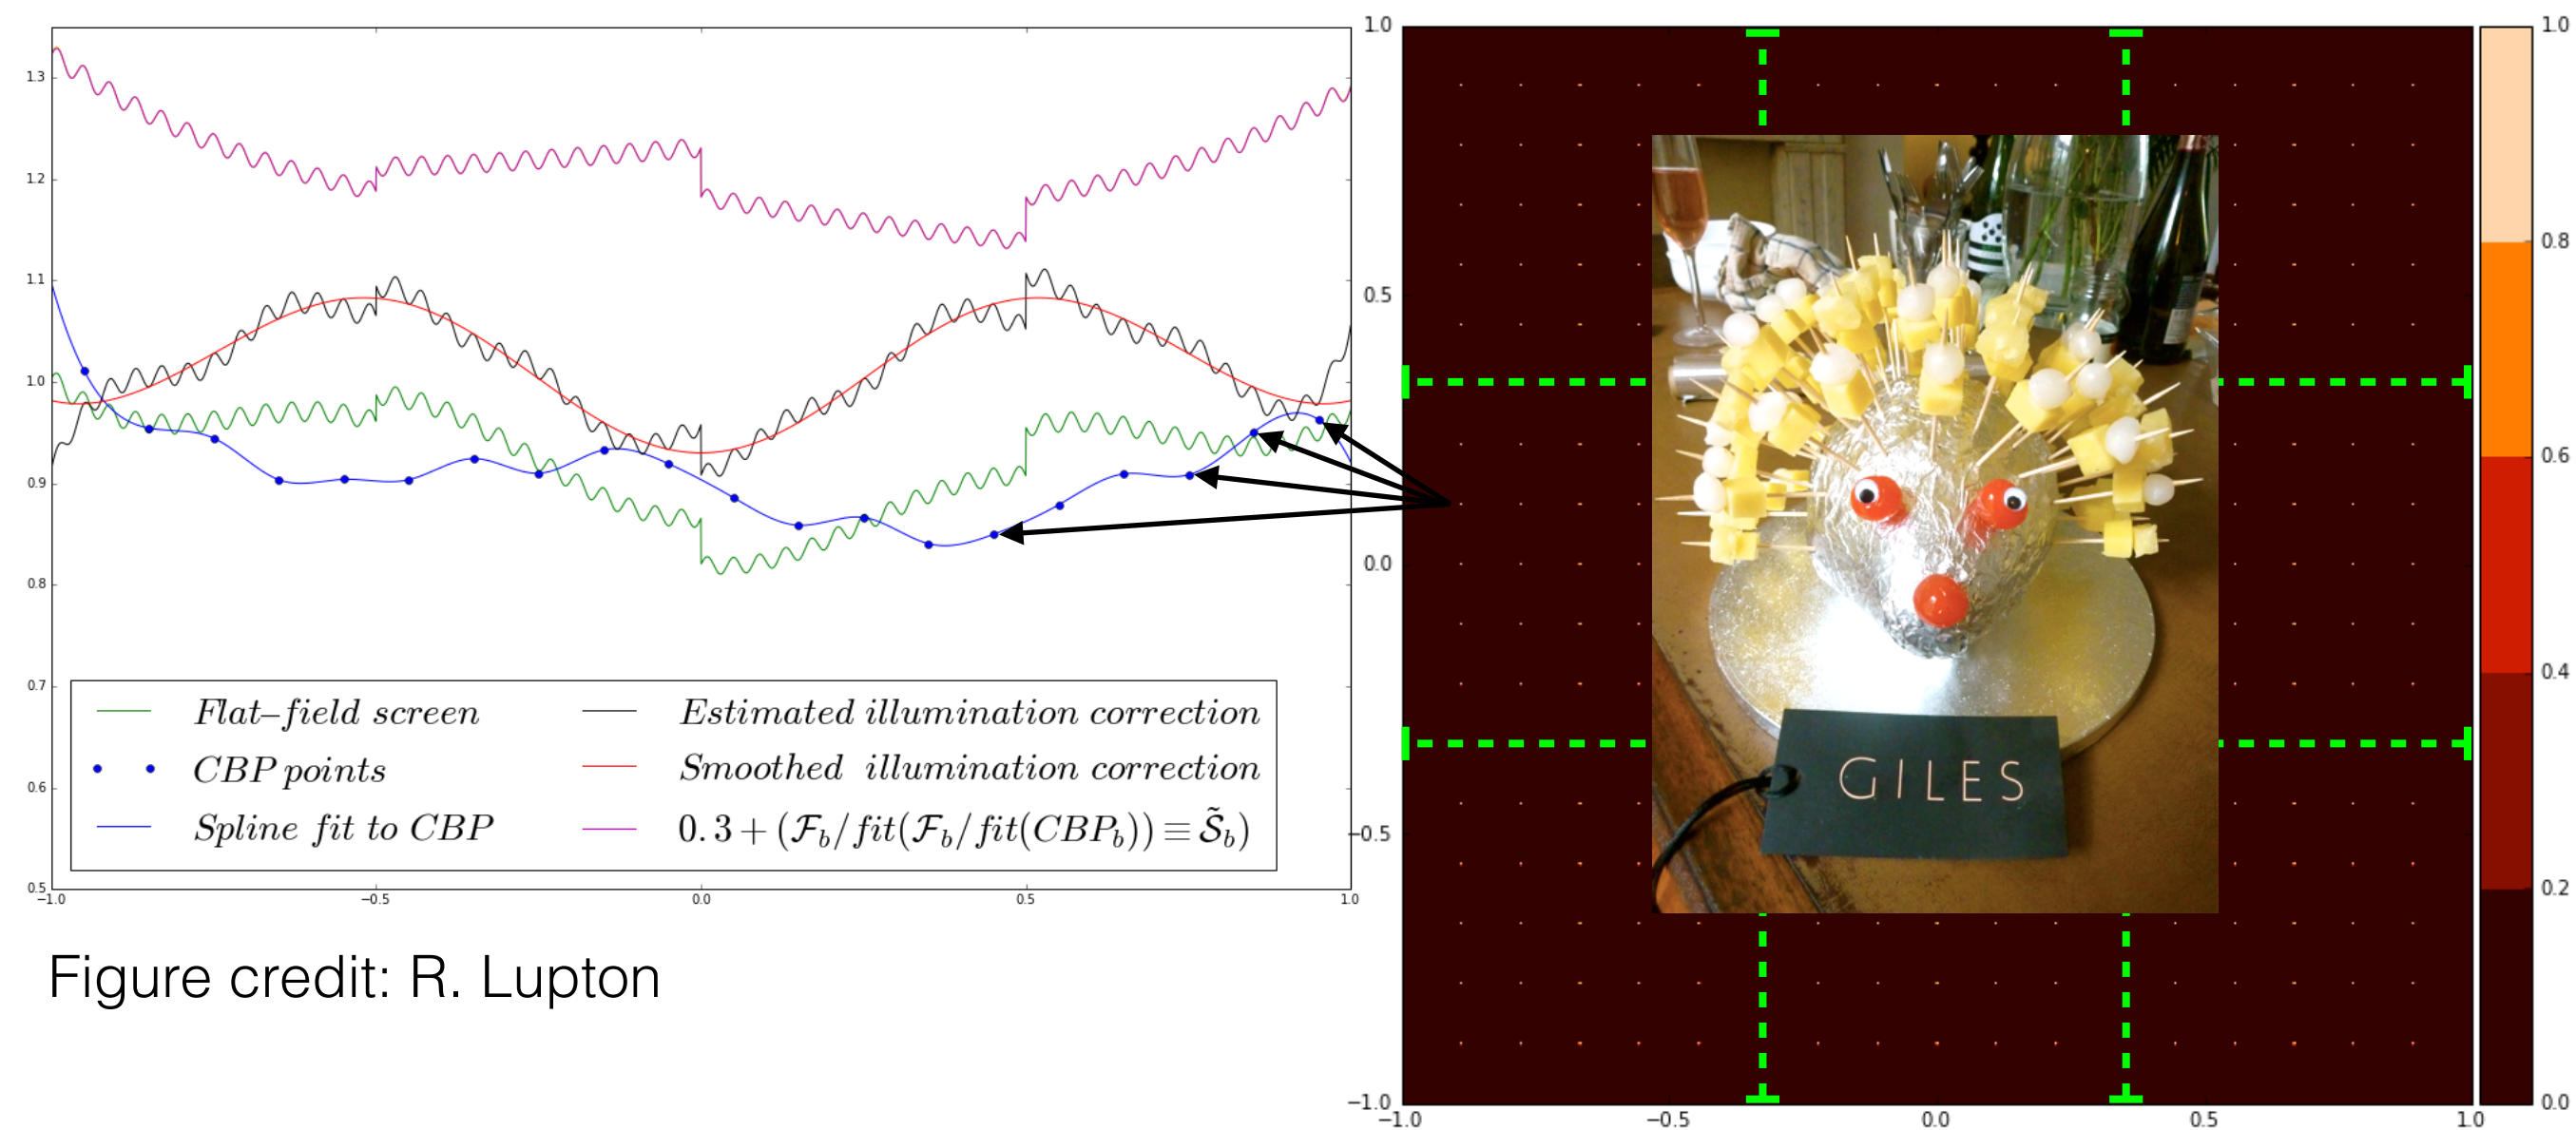 1.3
1.2
1.1
1.0
0.9
0.8
0.7
0.6
0.5
−1.0 −0.5 0.0 0.5 1.0
Flat–field screen
CBP points
Spline fit to CBP
Estimated illumination correction
Smoothed illumination correction
0.3 + (ℱ_b/fit(ℱ_b/fit(CBP_b)) ≡ 𝒮̃_b)
Figure credit: R. Lupton
1.0
0.5
0.0
−0.5
−1.0
−1.0 −0.5 0.0 0.5 1.0
GILES
1.0
0.8
0.6
0.4
0.2
0.0